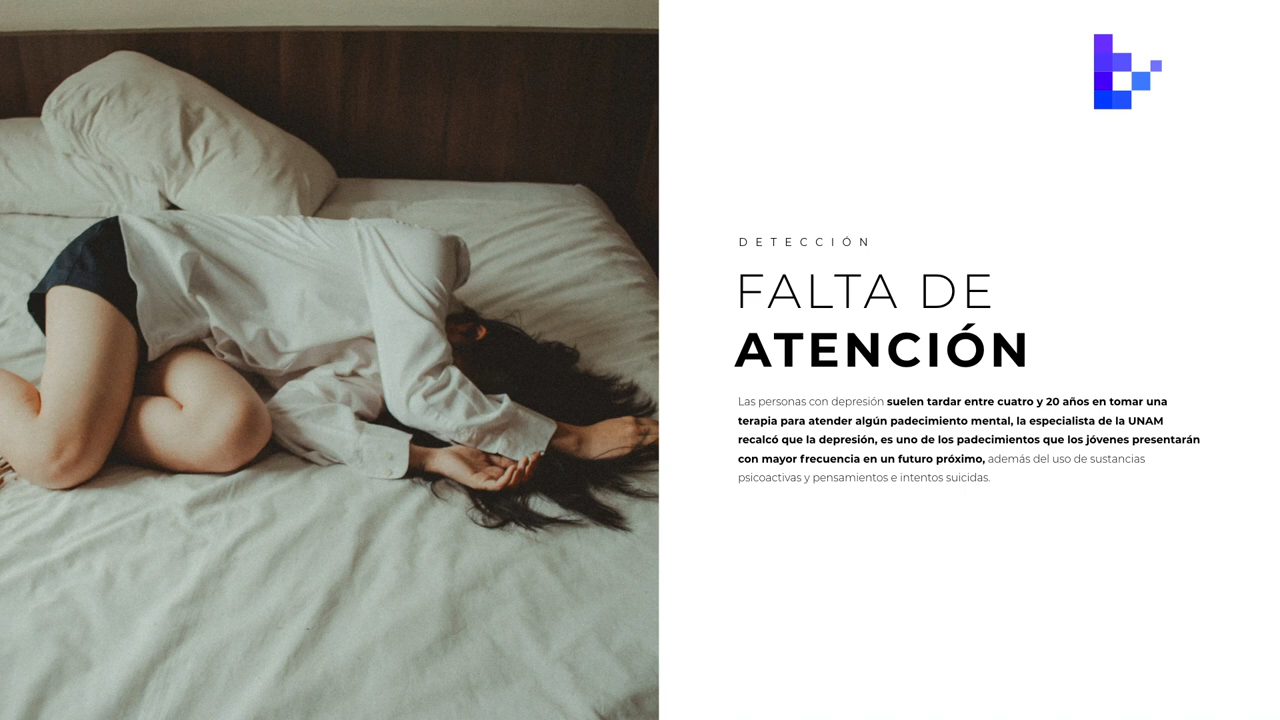 DETECCIÓN
FALTA DE
ATENCIÓN
Las personas con depresión suelen tardar entre cuatro y 20 años en tomar una
terapia para atender algún padecimiento mental, la especialista de la UNAM
recalcó que la depresión, es uno de los padecimientos que los jóvenes presentarán
con mayor frecuencia en un futuro próximo, además del uso de sustancias
psicoactivas y pensamientos e intentos suicidas.